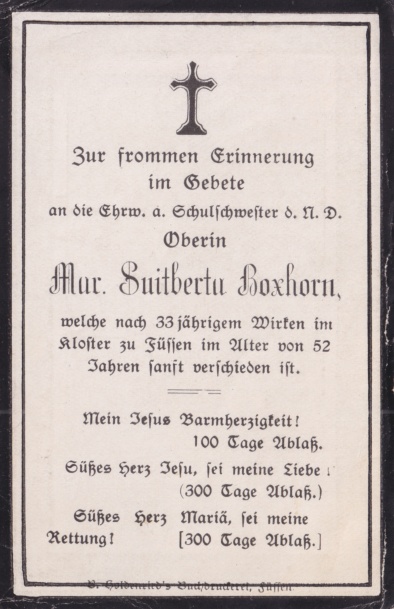 Zur frommen Erinnerung
im Gebete
an die Ehrw. a. Schulschwester d. N. D.
Oberin
Mar. Suitberta Boxhorn,
welche nach 33 jährigem Wirken im
Kloster zu Füssen im Alter von 52
Jahren sanft verschieden ist.
Mein Jesus Barmherzigkeit!
100 Tage Ablaß.
Süßes Herz Jesu, sei meine Liebe!
(300 Tage Ablaß.)
Süßes Herz Mariä, sei meine
Rettung! [300 Tage Ablaß.]
Buchdruckerei, Füssen